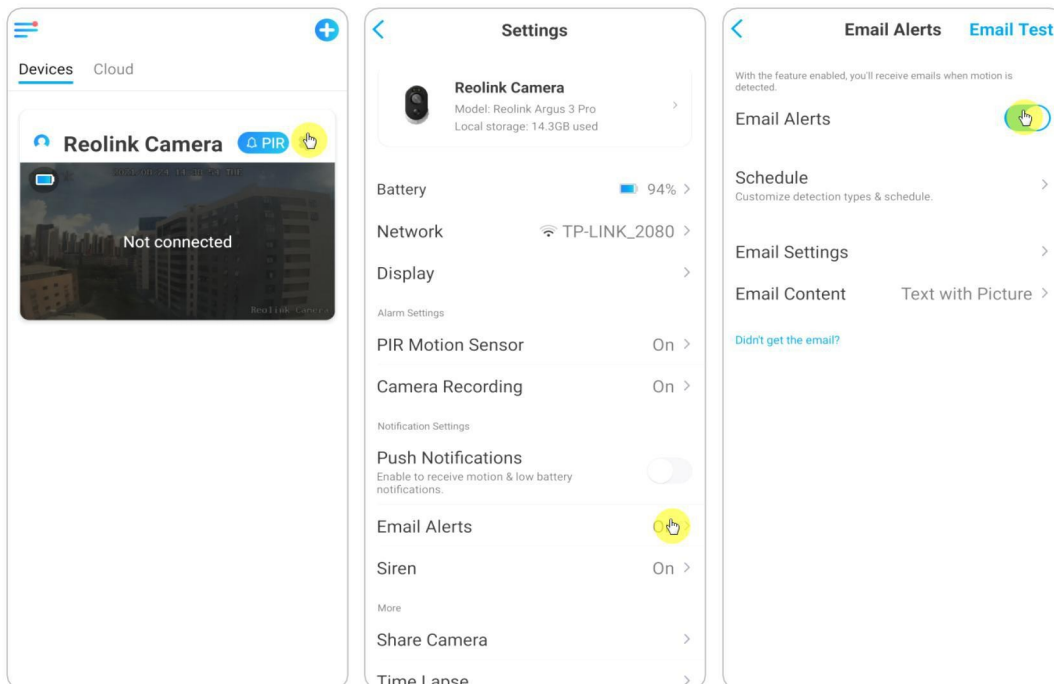 Devices Cloud
Reolink Camera PIR
Not connected
Reolink Camera
Settings
Reolink Camera
Model: Reolink Argus 3 Pro
Local storage: 14.3GB used
Battery 94%
Network TP-LINK_2080
Display
Alarm Settings
PIR Motion Sensor On
Camera Recording On
Notification Settings
Push Notifications
Enable to receive motion & low battery
notifications.
Email Alerts
Siren On
More
Share Camera
Time Lapse
Email Alerts Email Test
With the feature enabled, you'll receive emails when motion is
detected.
Email Alerts
Schedule
Customize detection types & schedule.
Email Settings
Email Content Text with Picture
Didn't get the email?